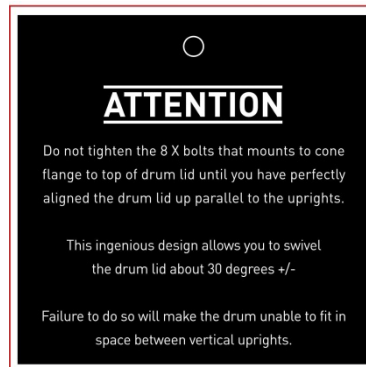 ATTENTION
Do not tighten the 8 X bolts that mounts to cone
flange to top of drum lid until you have perfectly
aligned the drum lid up parallel to the uprights.
This ingenious design allows you to swivel
the drum lid about 30 degrees +/-
Failure to do so will make the drum unable to fit in
space between vertical uprights.